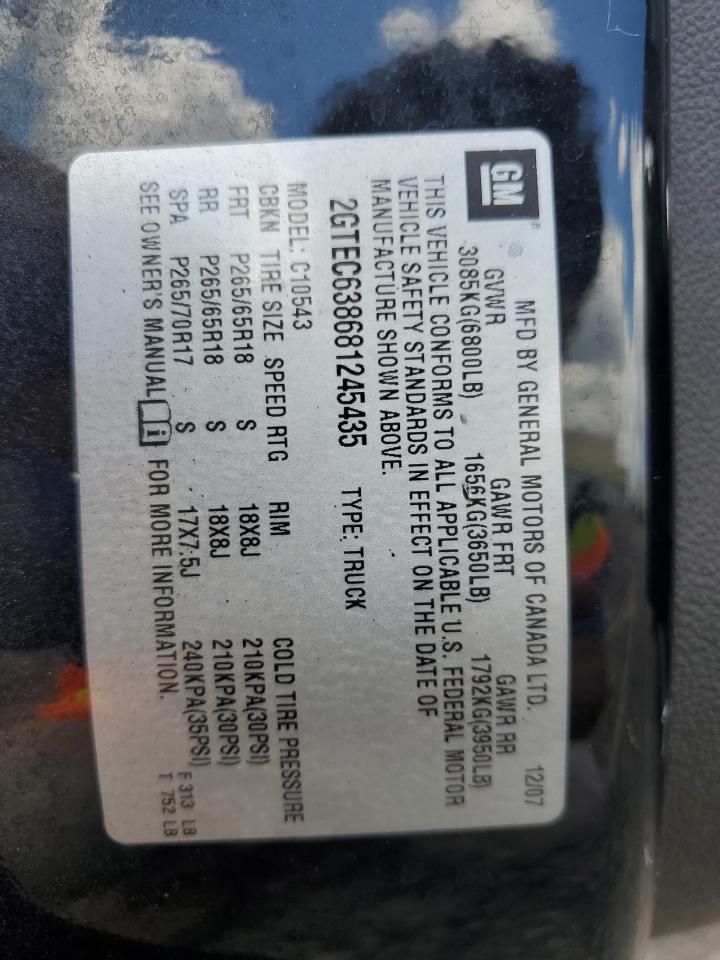 GM
MFD BY GENERAL MOTORS OF CANADA LTD. 12/07
GVWR GAWR FRT GAWR RR
3085KG(6800LB) 1656KG(3650LB) 1792KG(3950LB)
THIS VEHICLE CONFORMS TO ALL APPLICABLE U.S. FEDERAL MOTOR
VEHICLE SAFETY STANDARDS IN EFFECT ON THE DATE OF
MANUFACTURE SHOWN ABOVE.
2GTEC638681245435 TYPE: TRUCK
MODEL: C10543
CBKN TIRE SIZE SPEED RTG RIM COLD TIRE PRESSURE
FRT P265/65R18 S 18X8J 210KPA(30PSI)
RR P265/65R18 S 18X8J 210KPA(30PSI)
SPA P265/70R17 S 17X7.5J 240KPA(35PSI) F 313 LB
SEE OWNER'S MANUAL i FOR MORE INFORMATION. T 752 LB